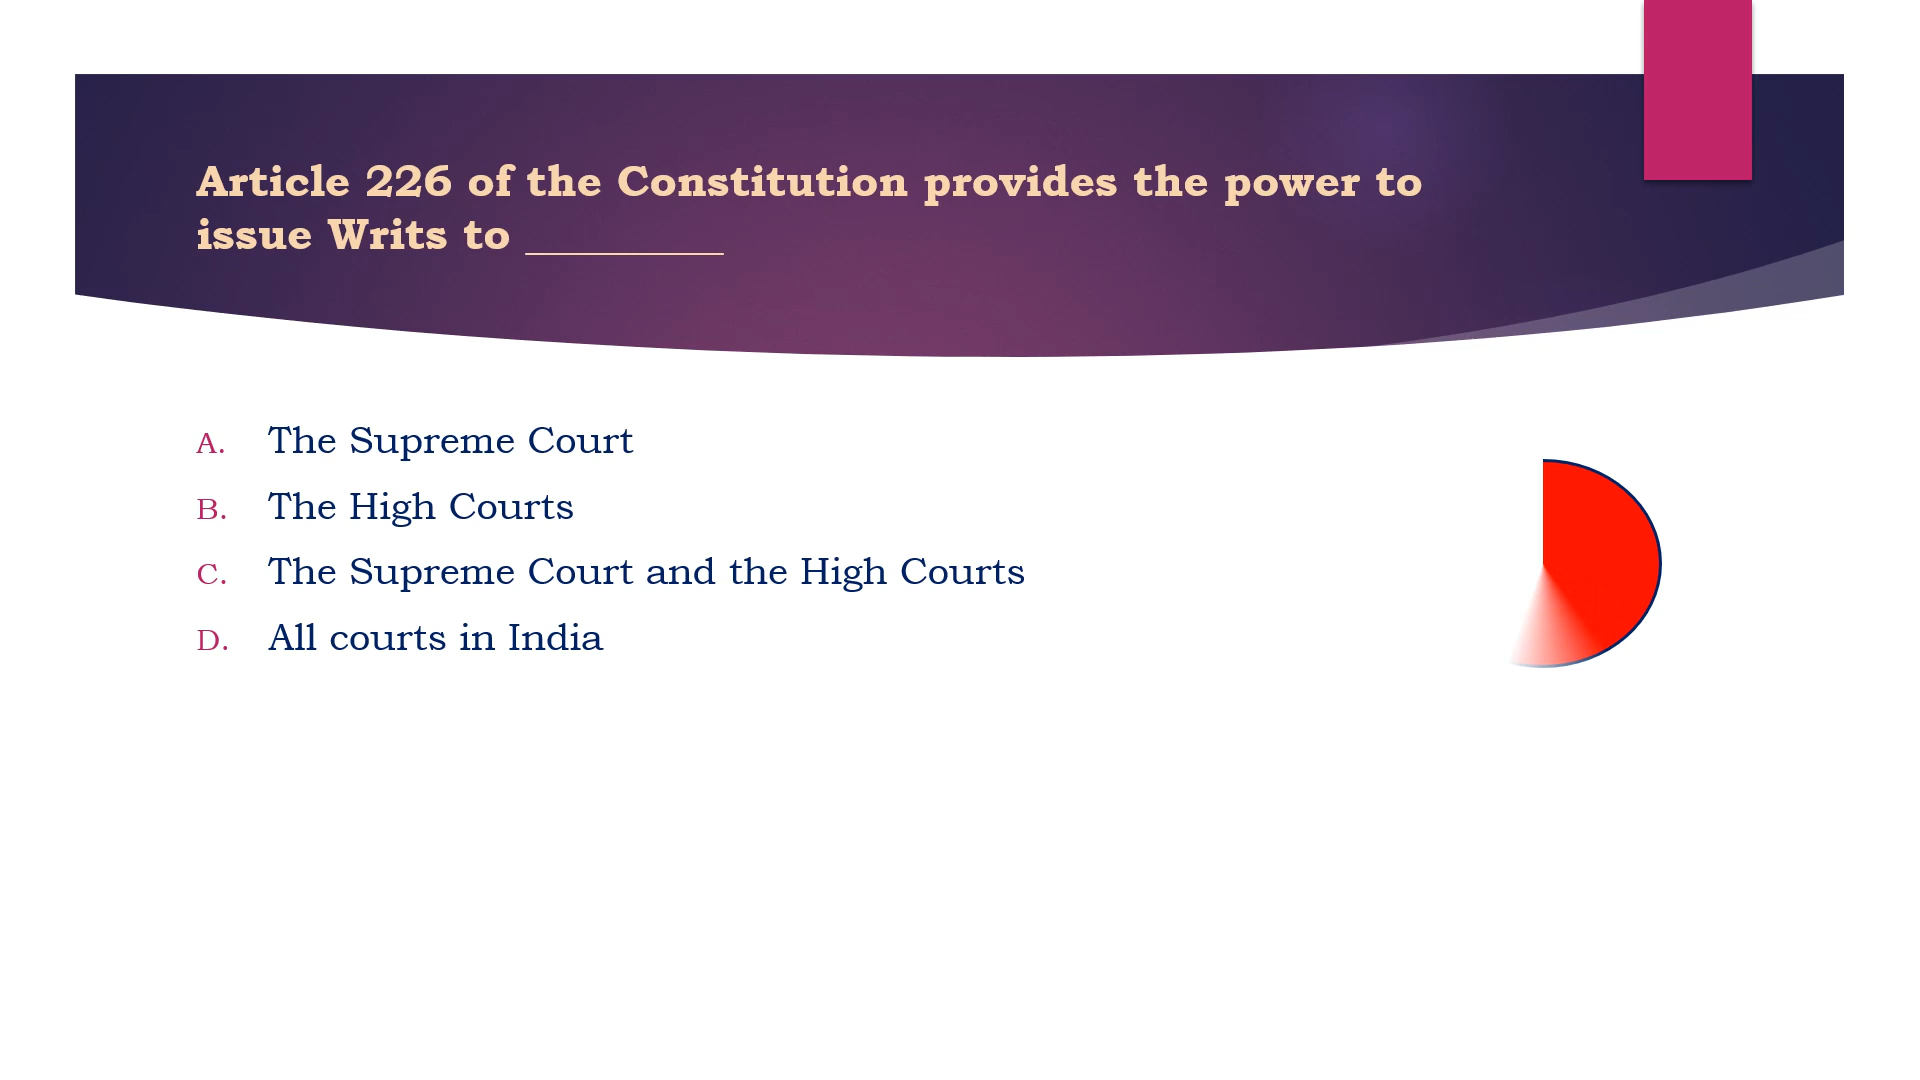 Article 226 of the Constitution provides the power to
issue Writs to _________
A. The Supreme Court
B. The High Courts
C. The Supreme Court and the High Courts
D. All courts in India